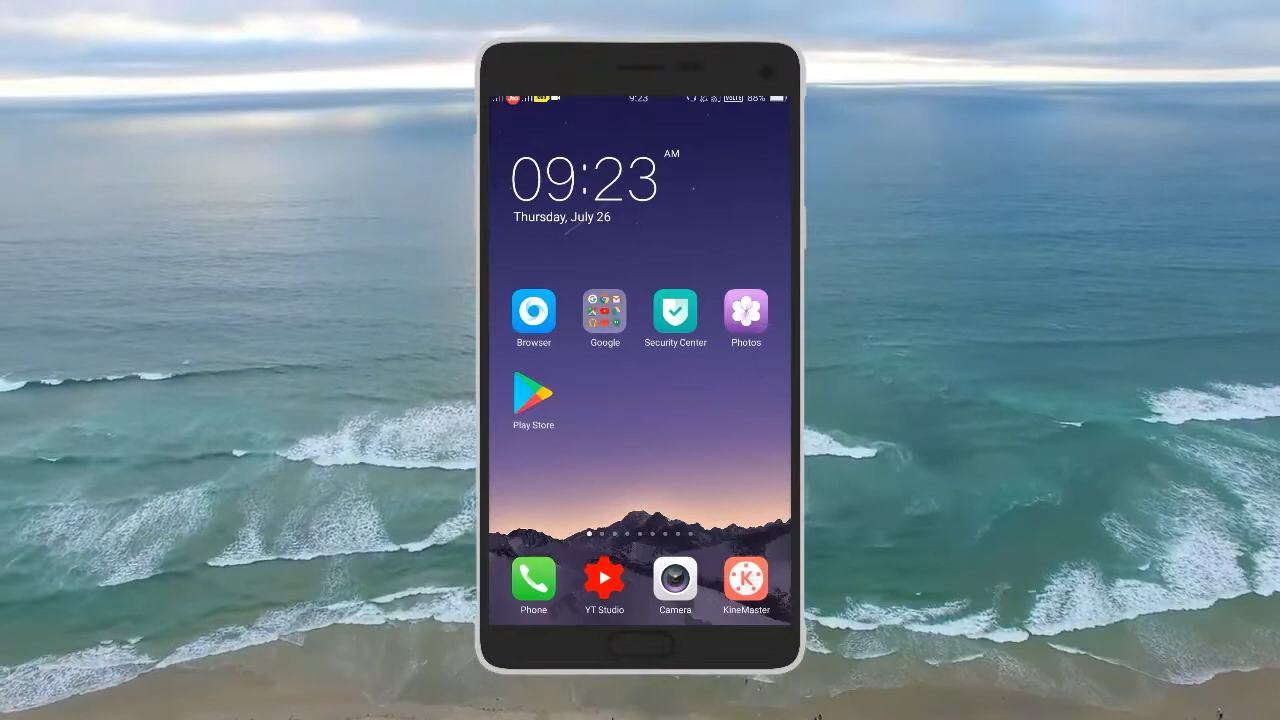 9:23
88%
09:23 AM
Thursday, July 26
Browser
Google
Security Center
Photos
Play Store
Phone
YT Studio
Camera
KineMaster